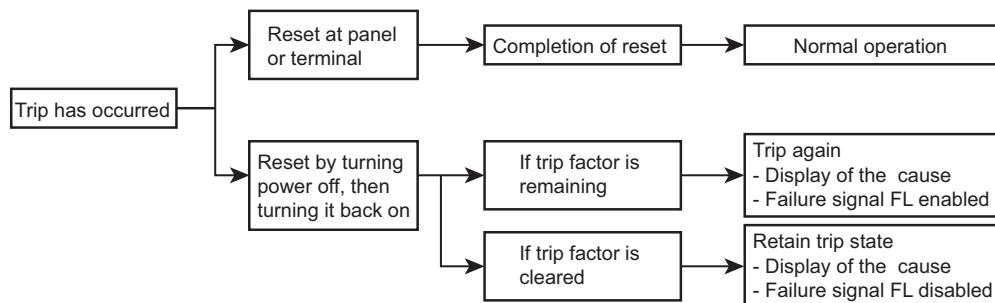 Trip has occurred
Reset at panel
or terminal
Completion of reset
Normal operation
Reset by turning
power off, then
turning it back on
If trip factor is
remaining
Trip again
- Display of the cause
- Failure signal FL enabled
If trip factor is
cleared
Retain trip state
- Display of the cause
- Failure signal FL disabled